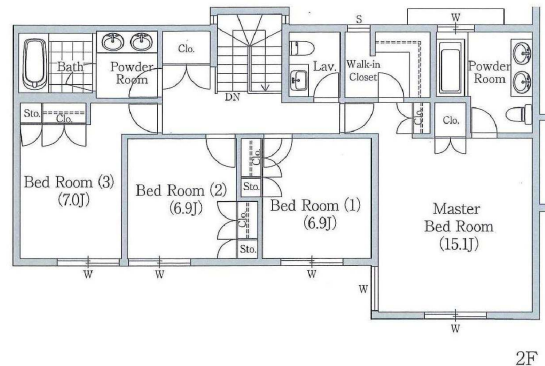 S
W
Bath
Powder
Room
Clo.
DN
Lav.
Walk-in
Closet
Powder
Room
Sto.
Clo.
Clo.
Clo.
Bed Room (3)
(7.0J)
Bed Room (2)
(6.9J)
Clo.
Sto.
Clo.
Sto.
Bed Room (1)
(6.9J)
Master
Bed Room
(15.1J)
W
W
W
W
W
2F